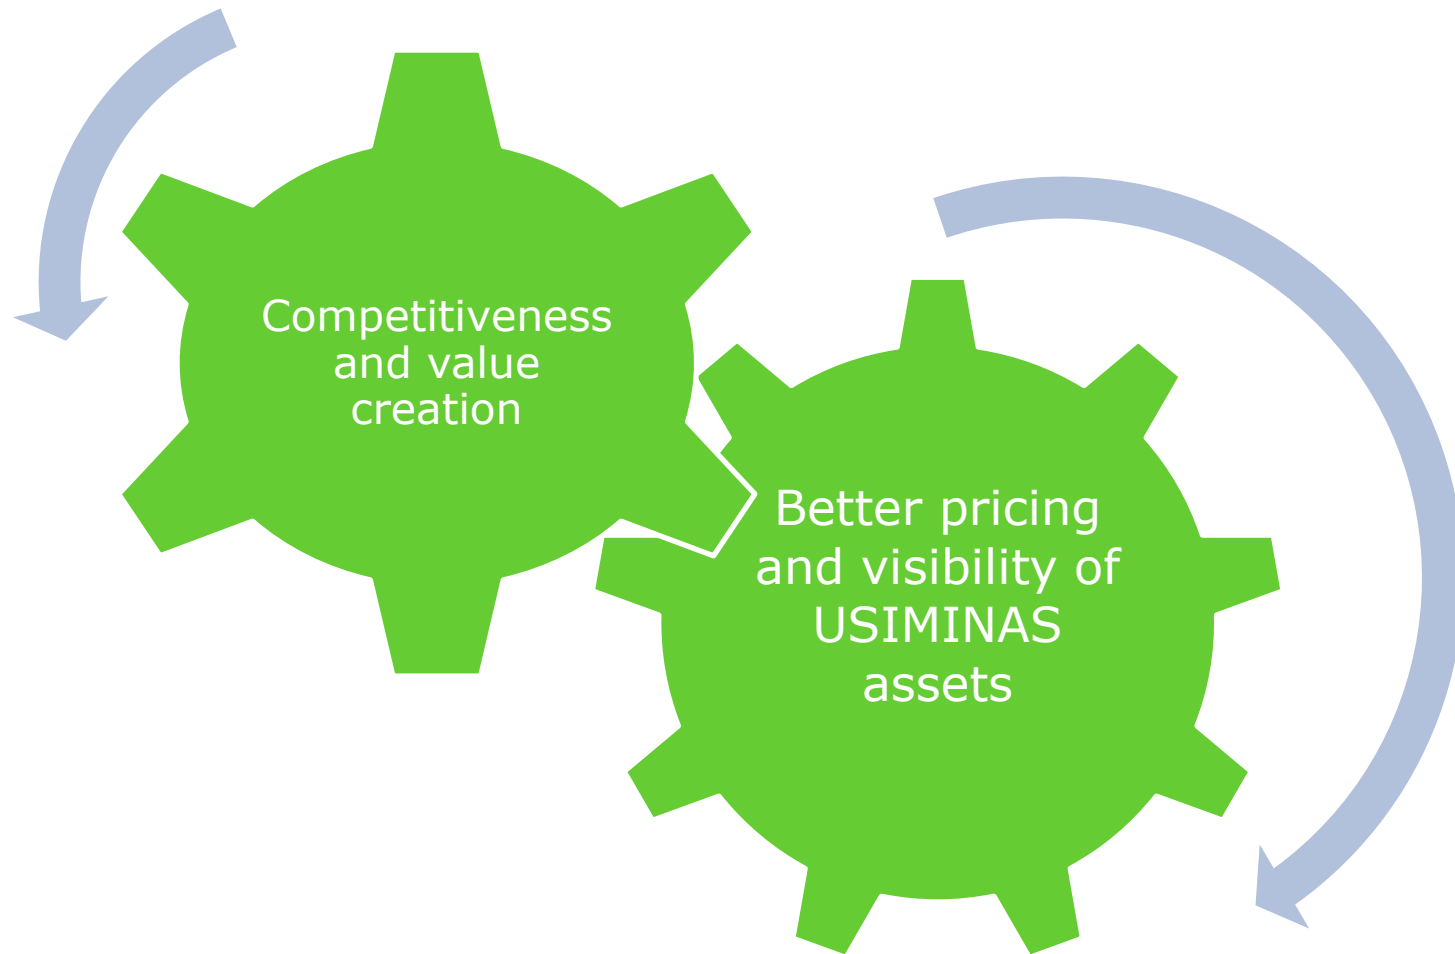 Competitiveness
and value
creation
Better pricing
and visibility of
USIMINAS
assets